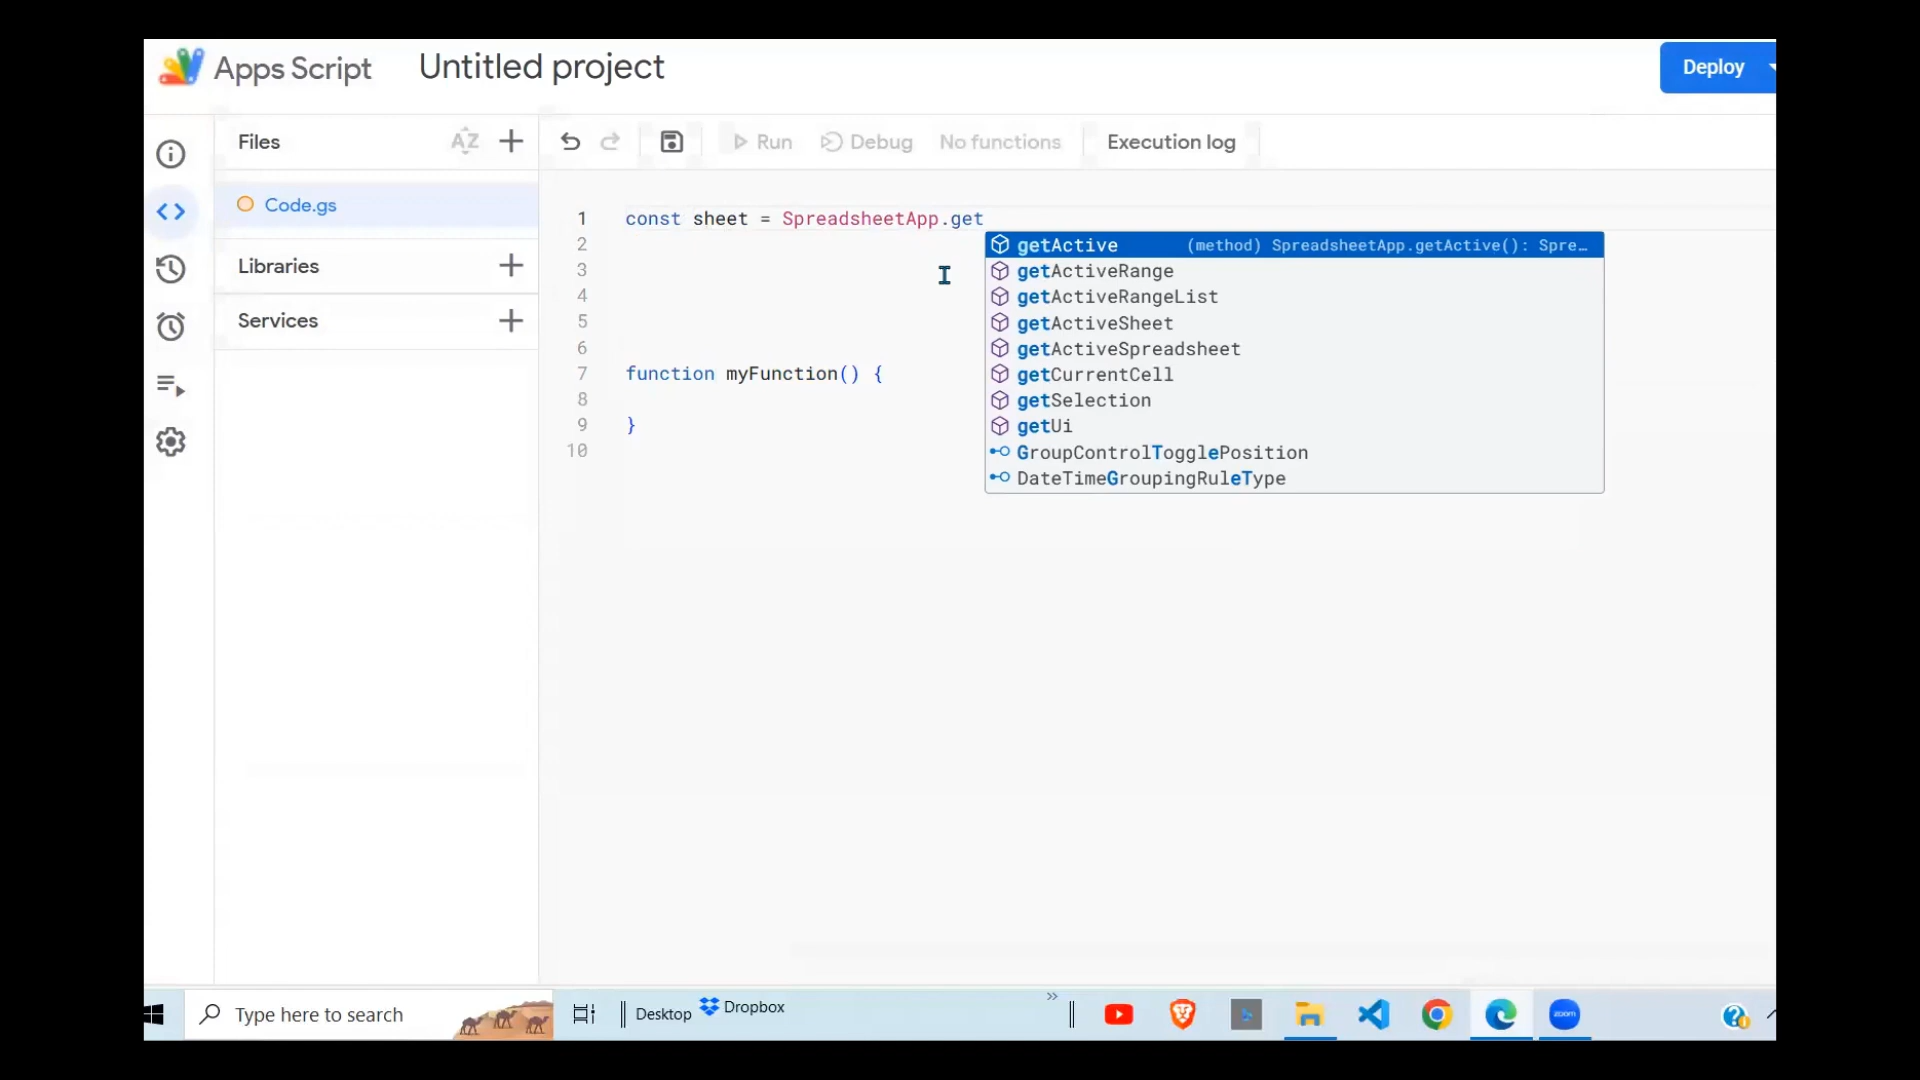 Apps Script Untitled project Deploy
Files AZ Run Debug No functions Execution log
Code.gs
Libraries
Services
1 const sheet = SpreadsheetApp.get
2
3
4
5
6
7 function myFunction() {
8
9 }
10
getActive (method) SpreadsheetApp.getActive(): Spre…
getActiveRange
getActiveRangeList
getActiveSheet
getActiveSpreadsheet
getCurrentCell
getSelection
getUi
GroupControlTogglePosition
DateTimeGroupingRuleType
Type here to search Desktop Dropbox » zoom